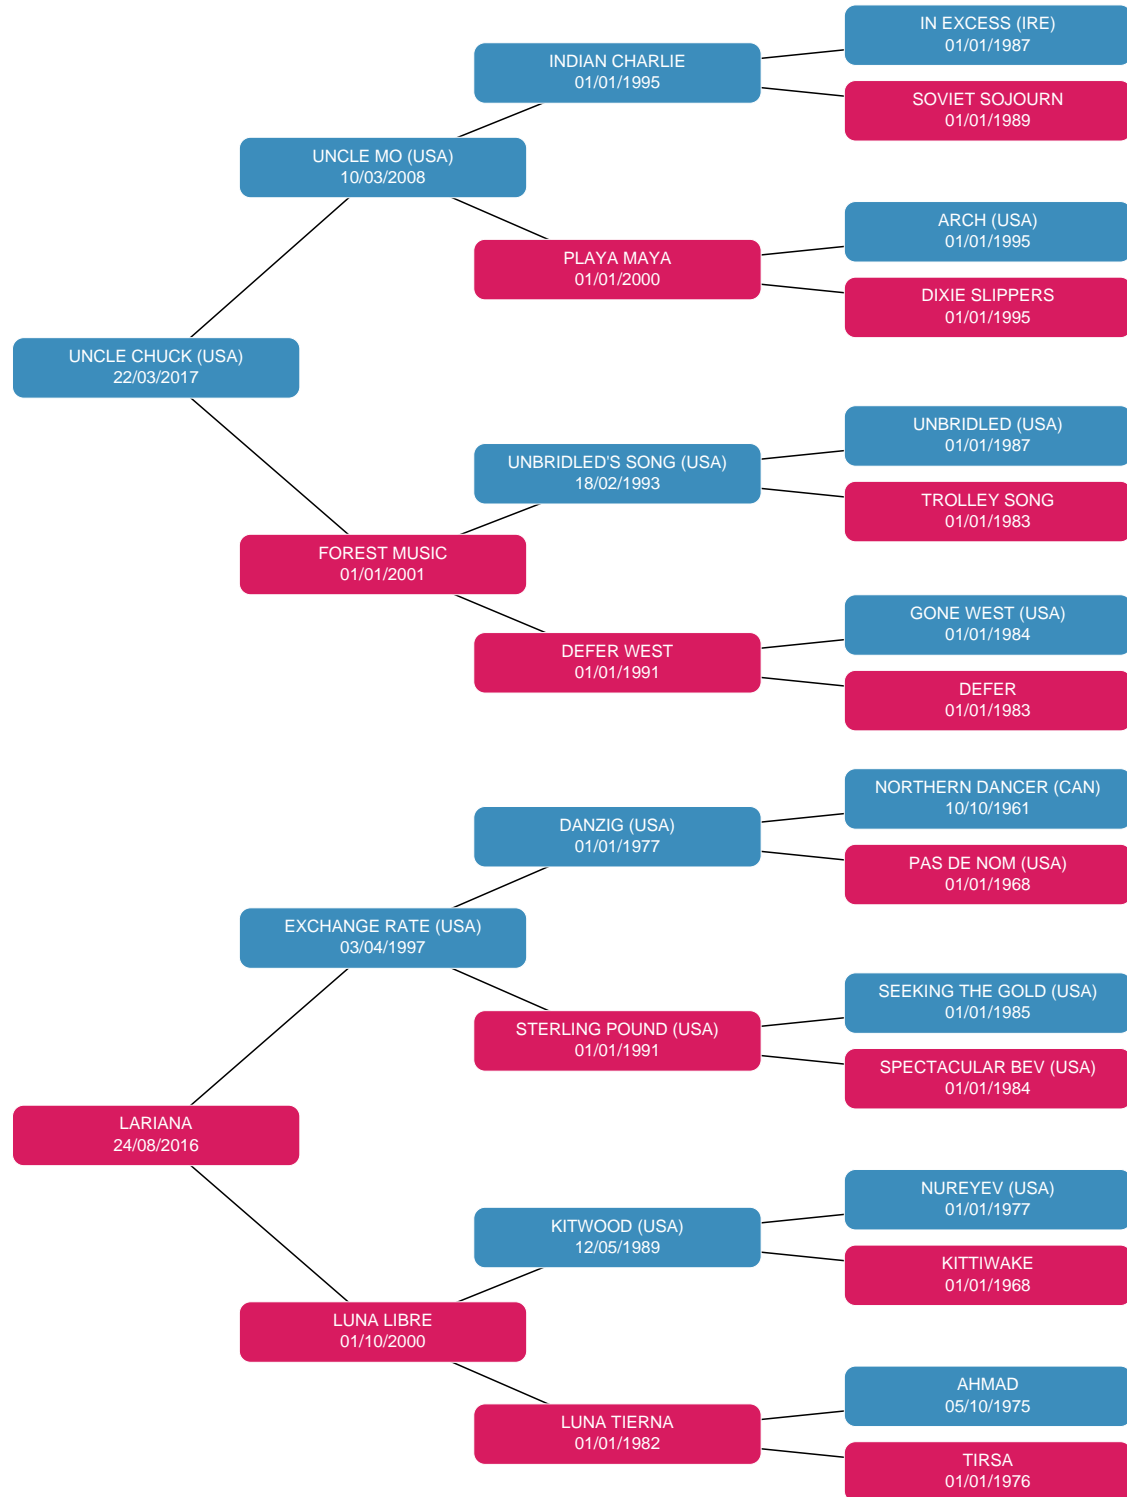 IN EXCESS (IRE)
01/01/1987
INDIAN CHARLIE
01/01/1995
SOVIET SOJOURN
01/01/1989
UNCLE MO (USA)
10/03/2008
ARCH (USA)
01/01/1995
PLAYA MAYA
01/01/2000
DIXIE SLIPPERS
01/01/1995
UNCLE CHUCK (USA)
22/03/2017
UNBRIDLED (USA)
01/01/1987
UNBRIDLED'S SONG (USA)
18/02/1993
TROLLEY SONG
01/01/1983
FOREST MUSIC
01/01/2001
GONE WEST (USA)
01/01/1984
DEFER WEST
01/01/1991
DEFER
01/01/1983
NORTHERN DANCER (CAN)
10/10/1961
DANZIG (USA)
01/01/1977
PAS DE NOM (USA)
01/01/1968
EXCHANGE RATE (USA)
03/04/1997
SEEKING THE GOLD (USA)
01/01/1985
STERLING POUND (USA)
01/01/1991
SPECTACULAR BEV (USA)
01/01/1984
LARIANA
24/08/2016
NUREYEV (USA)
01/01/1977
KITWOOD (USA)
12/05/1989
KITTIWAKE
01/01/1968
LUNA LIBRE
01/10/2000
AHMAD
05/10/1975
LUNA TIERNA
01/01/1982
TIRSA
01/01/1976